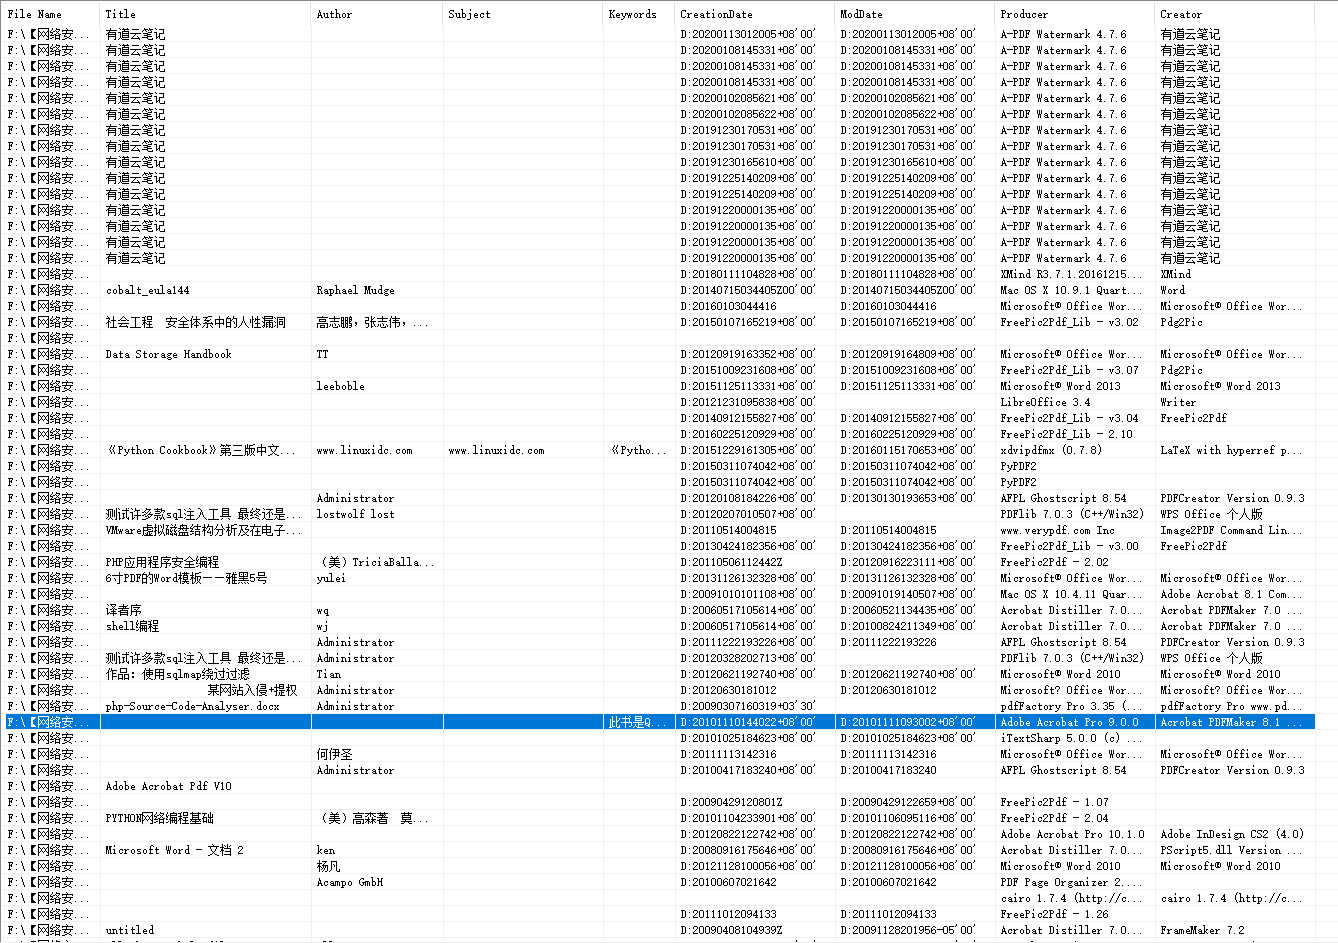 File Name Title Author Subject Keywords CreationDate ModDate Producer Creator
F:\【网络安... 有道云笔记 D:20200113012005+08'00' D:20200113012005+08'00' A-PDF Watermark 4.7.6 有道云笔记
F:\【网络安... 有道云笔记 D:20200108145331+08'00' D:20200108145331+08'00' A-PDF Watermark 4.7.6 有道云笔记
F:\【网络安... 有道云笔记 D:20200108145331+08'00' D:20200108145331+08'00' A-PDF Watermark 4.7.6 有道云笔记
F:\【网络安... 有道云笔记 D:20200108145331+08'00' D:20200108145331+08'00' A-PDF Watermark 4.7.6 有道云笔记
F:\【网络安... 有道云笔记 D:20200102085621+08'00' D:20200102085621+08'00' A-PDF Watermark 4.7.6 有道云笔记
F:\【网络安... 有道云笔记 D:20200102085622+08'00' D:20200102085622+08'00' A-PDF Watermark 4.7.6 有道云笔记
F:\【网络安... 有道云笔记 D:20191230170531+08'00' D:20191230170531+08'00' A-PDF Watermark 4.7.6 有道云笔记
F:\【网络安... 有道云笔记 D:20191230170531+08'00' D:20191230170531+08'00' A-PDF Watermark 4.7.6 有道云笔记
F:\【网络安... 有道云笔记 D:20191230165610+08'00' D:20191230165610+08'00' A-PDF Watermark 4.7.6 有道云笔记
F:\【网络安... 有道云笔记 D:20191225140209+08'00' D:20191225140209+08'00' A-PDF Watermark 4.7.6 有道云笔记
F:\【网络安... 有道云笔记 D:20191225140209+08'00' D:20191225140209+08'00' A-PDF Watermark 4.7.6 有道云笔记
F:\【网络安... 有道云笔记 D:20191220000135+08'00' D:20191220000135+08'00' A-PDF Watermark 4.7.6 有道云笔记
F:\【网络安... 有道云笔记 D:20191220000135+08'00' D:20191220000135+08'00' A-PDF Watermark 4.7.6 有道云笔记
F:\【网络安... 有道云笔记 D:20191220000135+08'00' D:20191220000135+08'00' A-PDF Watermark 4.7.6 有道云笔记
F:\【网络安... 有道云笔记 D:20191220000135+08'00' D:20191220000135+08'00' A-PDF Watermark 4.7.6 有道云笔记
F:\【网络安... D:20180111104828+08'00' D:20180111104828+08'00' XMind R3.7.1.20161215... XMind
F:\【网络安... cobalt_eula144 Raphael Mudge D:20140715034405Z00'00' D:20140715034405Z00'00' Mac OS X 10.9.1 Quart... Word
F:\【网络安... D:20160103044416 D:20160103044416 Microsoft® Office Wor... Microsoft® Office Wor...
F:\【网络安... 社会工程 安全体系中的人性漏洞 高志鹏，张志伟，... D:20150107165219+08'00' D:20150107165219+08'00' FreePic2Pdf_Lib - v3.02 Pdg2Pic
F:\【网络安...
F:\【网络安... Data Storage Handbook TT D:20120919163352+08'00' D:20120919164809+08'00' Microsoft® Office Wor... Microsoft® Office Wor...
F:\【网络安... D:20151009231608+08'00' D:20151009231608+08'00' FreePic2Pdf_Lib - v3.07 Pdg2Pic
F:\【网络安... leeboble D:20151125113331+08'00' D:20151125113331+08'00' Microsoft® Word 2013 Microsoft® Word 2013
F:\【网络安... D:20121231095838+08'00' LibreOffice 3.4 Writer
F:\【网络安... D:20140912155827+08'00' D:20140912155827+08'00' FreePic2Pdf_Lib - v3.04 FreePic2Pdf
F:\【网络安... D:20160225120929+08'00' D:20160225120929+08'00' FreePic2Pdf_Lib - 2.10
F:\【网络安... 《Python Cookbook》第三版中文... www.linuxidc.com www.linuxidc.com 《Pytho... D:20151229161305+08'00' D:20160115170653+08'00' xdvipdfmx (0.7.8) LaTeX with hyperref p...
F:\【网络安... D:20150311074042+08'00' D:20150311074042+08'00' PyPDF2
F:\【网络安... D:20150311074042+08'00' D:20150311074042+08'00' PyPDF2
F:\【网络安... Administrator D:20120108184226+08'00' D:20130130193653+08'00' AFPL Ghostscript 8.54 PDFCreator Version 0.9.3
F:\【网络安... 测试许多款sql注入工具 最终还是... lostwolf lost D:20120207010507+08'00' PDFlib 7.0.3 (C++/Win32) WPS Office 个人版
F:\【网络安... VMware虚拟磁盘结构分析及在电子... D:20110514004815 D:20110514004815 www.verypdf.com Inc Image2PDF Command Lin...
F:\【网络安... D:20130424182356+08'00' D:20130424182356+08'00' FreePic2Pdf_Lib - v3.00 FreePic2Pdf
F:\【网络安... PHP应用程序安全编程 （美）TriciaBalla... D:20110506112442Z D:20120916223111+08'00' FreePic2Pdf - 2.02
F:\【网络安... 6寸PDF的Word模板——雅黑5号 yulei D:20131126132328+08'00' D:20131126132328+08'00' Microsoft® Office Wor... Microsoft® Office Wor...
F:\【网络安... D:20091010101108+08'00' D:20091019140507+08'00' Mac OS X 10.4.11 Quar... Adobe Acrobat 8.1 Com...
F:\【网络安... 译者序 wq D:20060517105614+08'00' D:20060521134435+08'00' Acrobat Distiller 7.0... Acrobat PDFMaker 7.0 ...
F:\【网络安... shell编程 wj D:20060517105614+08'00' D:20100824211349+08'00' Acrobat Distiller 7.0... Acrobat PDFMaker 7.0 ...
F:\【网络安... Administrator D:20111222193226+08'00' D:20111222193226 AFPL Ghostscript 8.54 PDFCreator Version 0.9.3
F:\【网络安... 测试许多款sql注入工具 最终还是... Administrator D:20120328202713+08'00' PDFlib 7.0.3 (C++/Win32) WPS Office 个人版
F:\【网络安... 作品：使用sqlmap绕过过滤 Tian D:20120621192740+08'00' D:20120621192740+08'00' Microsoft® Word 2010 Microsoft® Word 2010
F:\【网络安... 某网站入侵+提权 Administrator D:20120630181012 D:20120630181012 Microsoft? Office Wor... Microsoft? Office Wor...
F:\【网络安... php-Source-Code-Analyser.docx Administrator D:20090307160319+03'30' pdfFactory Pro 3.35 (... pdfFactory Pro www.pd...
F:\【网络安... 此书是Q... D:20101110144022+08'00' D:20101111093002+08'00' Adobe Acrobat Pro 9.0.0 Acrobat PDFMaker 8.1 ...
F:\【网络安... D:20101025184623+08'00' D:20101025184623+08'00' iTextSharp 5.0.0 (c) ...
F:\【网络安... 何伊圣 D:20111113142316 D:20111113142316 Microsoft® Office Wor... Microsoft® Office Wor...
F:\【网络安... Administrator D:20100417183240+08'00' D:20100417183240 AFPL Ghostscript 8.54 PDFCreator Version 0.9.3
F:\【网络安... Adobe Acrobat Pdf V10
F:\【网络安... D:20090429120801Z D:20090429122659+08'00' FreePic2Pdf - 1.07
F:\【网络安... PYTHON网络编程基础 （美）高森著 莫... D:20101104233901+08'00' D:20101106095116+08'00' FreePic2Pdf - 2.04
F:\【网络安... D:20120822122742+08'00' D:20120822122742+08'00' Adobe Acrobat Pro 10.1.0 Adobe InDesign CS2 (4.0)
F:\【网络安... Microsoft Word - 文档 2 ken D:20080916175646+08'00' D:20080916175646+08'00' Acrobat Distiller 7.0... PScript5.dll Version ...
F:\【网络安... 杨凡 D:20121128100056+08'00' D:20121128100056+08'00' Microsoft® Word 2010 Microsoft® Word 2010
F:\【网络安... Acampo GmbH D:20100607021642 D:20100607021642 PDF Page Organizer 2....
F:\【网络安... cairo 1.7.4 (http://c... cairo 1.7.4 (http://c...
F:\【网络安... D:20111012094133 D:20111012094133 FreePic2Pdf - 1.26
F:\【网络安... untitled D:20090408104939Z D:20091128201956-05'00' Acrobat Distiller 7.0... FrameMaker 7.2